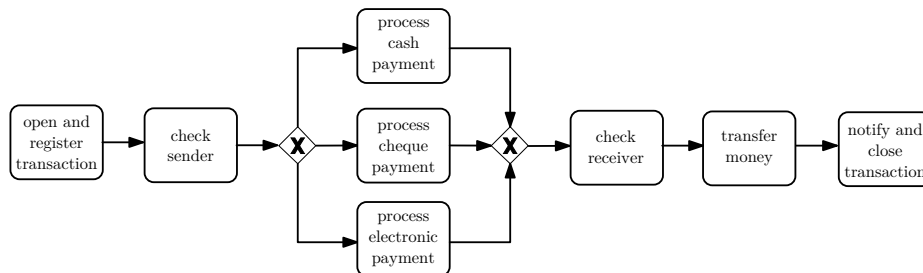 open and
register
transaction
check
sender
X
process
cash
payment
process
cheque
payment
process
electronic
payment
X
check
receiver
transfer
money
notify and
close
transaction